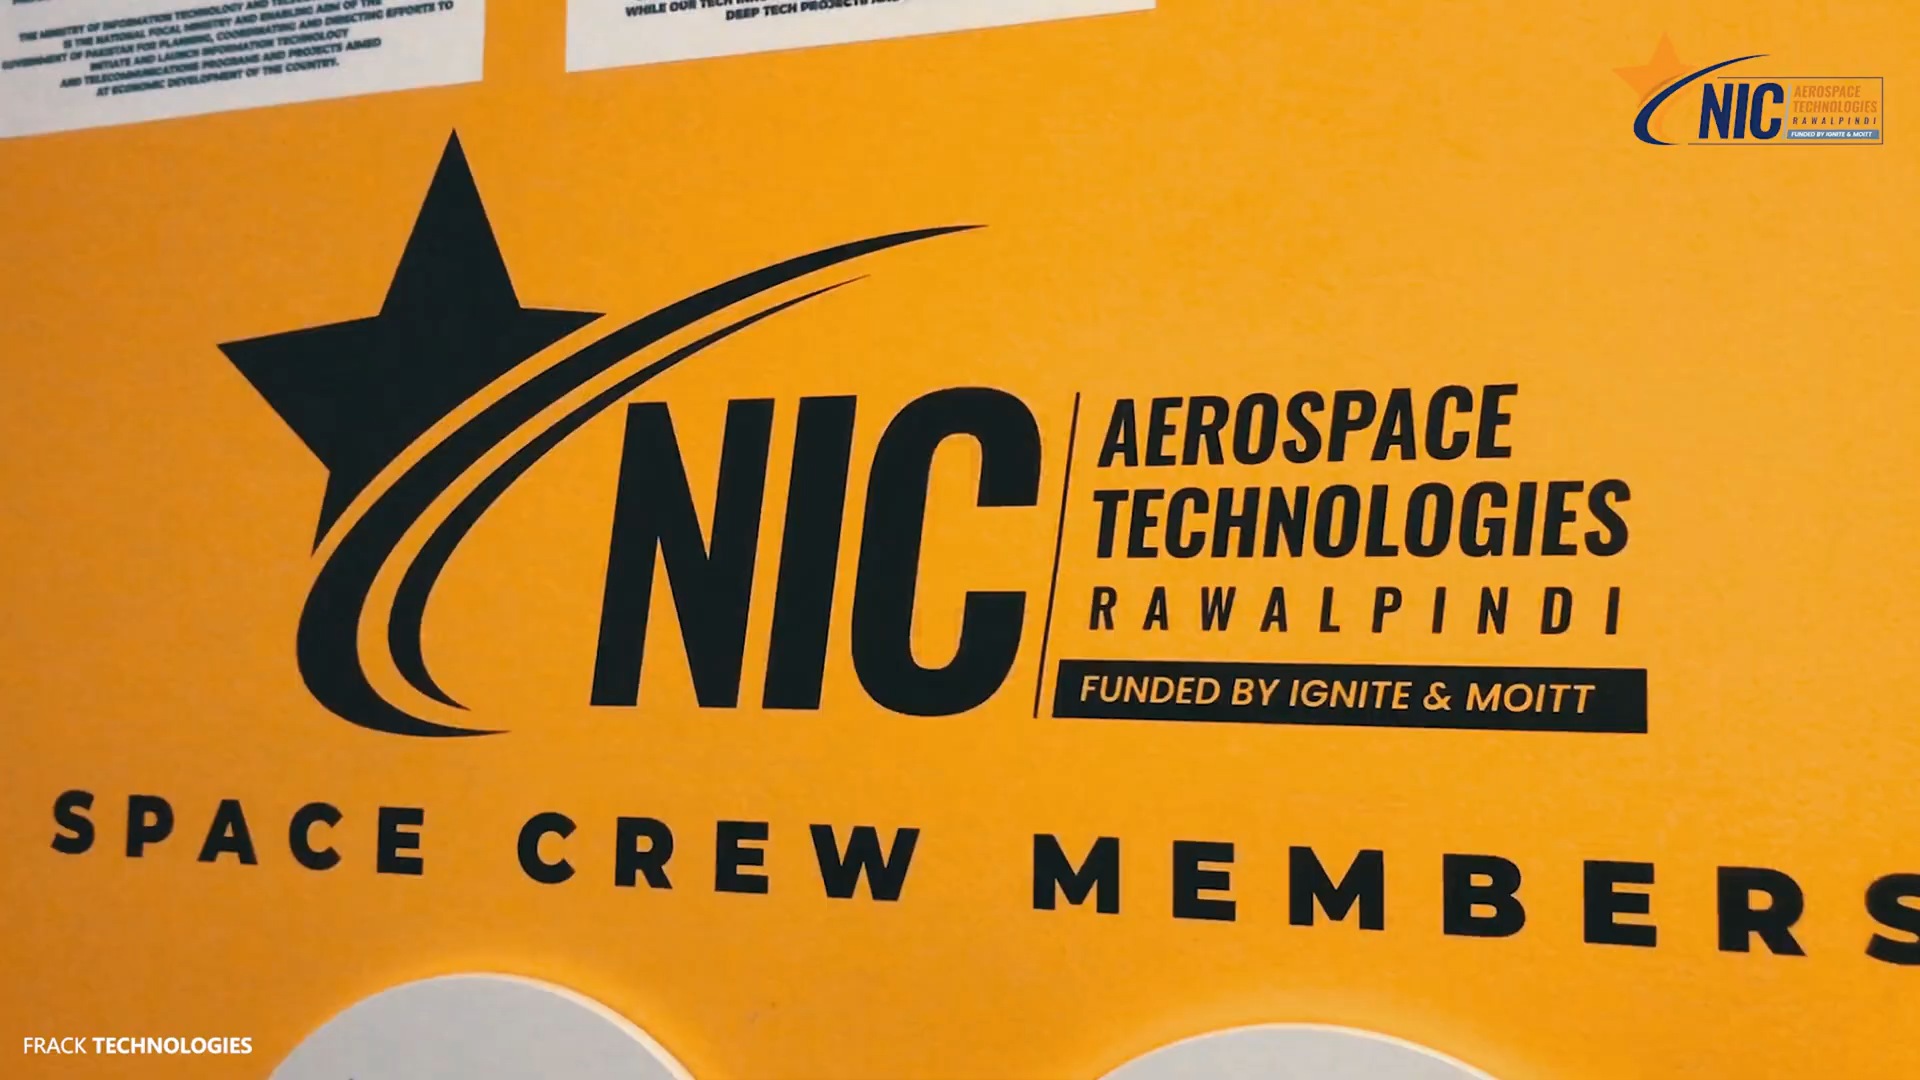 THE MINISTRY OF INFORMATION TECHNOLOGY AND
IS THE NATIONAL FOCAL MINISTRY AND ENABLING ARM OF THE
GOVERNMENT OF PAKISTAN FOR PLANNING, COORDINATING AND DIRECTING EFFORTS TO
INITIATE AND LAUNCH INFORMATION TECHNOLOGY
AND TELECOMMUNICATIONS PROGRAMS AND PROJECTS AIMED
AT ECONOMIC DEVELOPMENT OF THE COUNTRY.
WHILE OUR TECH
DEEP TECH PROJECTS
NIC
AEROSPACE
TECHNOLOGIES
RAWALPINDI
FUNDED BY IGNITE & MOITT
NIC
AEROSPACE
TECHNOLOGIES
RAWALPINDI
FUNDED BY IGNITE & MOITT
SPACE CREW MEMBERS
FRACK TECHNOLOGIES